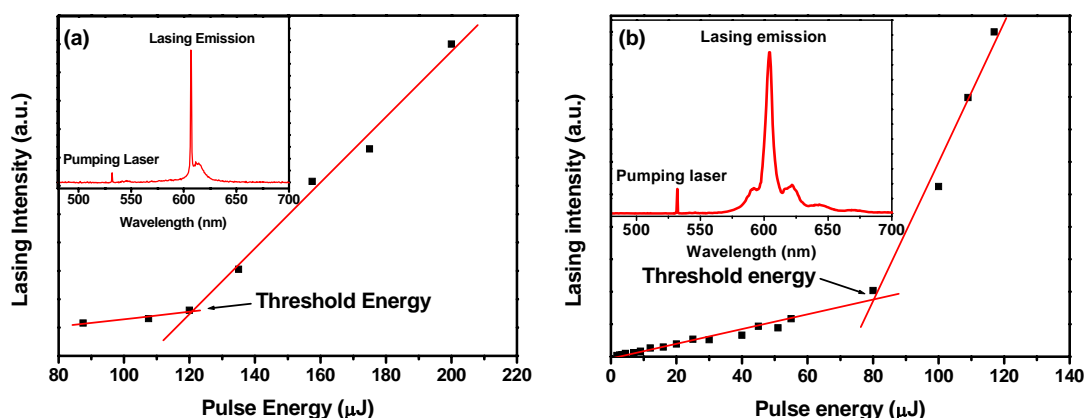 (a)
Lasing Emission
Pumping Laser
500 550 600 650 700
Wavelength (nm)
Threshold Energy
Lasing Intensity (a.u.)
80 100 120 140 160 180 200 220
Pulse Energy (μJ)
(b)
Lasing emission
Pumping laser
500 550 600 650 700
Wavelength (nm)
Threshold energy
Lasing intensity (a.u.)
0 20 40 60 80 100 120 140
Pulse energy (μJ)